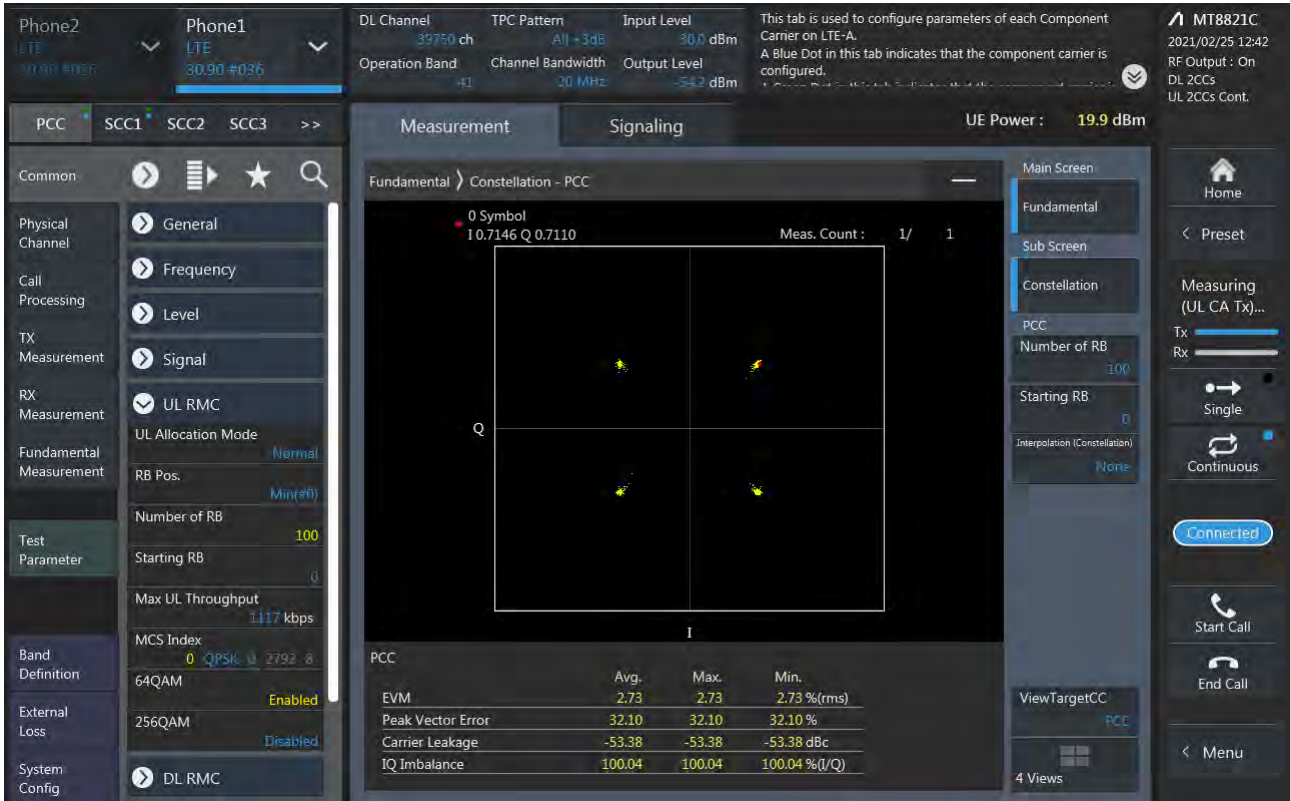 Phone2
LTE
30.90 #036
Phone1
LTE
30.90 #036
DL Channel
39750 ch
TPC Pattern
All +3dB
Input Level
30.0 dBm
Operation Band
41
Channel Bandwidth
20 MHz
Output Level
-54.2 dBm
This tab is used to configure parameters of each Component
Carrier on LTE-A.
A Blue Dot in this tab indicates that the component carrier is
configured.
MT8821C
2021/02/25 12:42
RF Output : On
DL 2CCs
UL 2CCs Cont.
PCC SCC1 SCC2 SCC3 >>
Measurement
Signaling
UE Power : 19.9 dBm
Common
Physical
Channel
Call
Processing
TX
Measurement
RX
Measurement
Fundamental
Measurement
Test
Parameter
Band
Definition
External
Loss
System
Config
General
Frequency
Level
Signal
UL RMC
UL Allocation Mode
Normal
RB Pos.
Min(#0)
Number of RB
100
Starting RB
0
Max UL Throughput
1117 kbps
MCS Index
0 QPSK 0 2792 8
64QAM
Enabled
256QAM
Disabled
DL RMC
Fundamental > Constellation - PCC
0 Symbol
I 0.7146 Q 0.7110
Meas. Count : 1/ 1
Q
I
PCC
Avg. Max. Min.
EVM 2.73 2.73 2.73 %(rms)
Peak Vector Error 32.10 32.10 32.10 %
Carrier Leakage -53.38 -53.38 -53.38 dBc
IQ Imbalance 100.04 100.04 100.04 %(I/Q)
Main Screen
Fundamental
Sub Screen
Constellation
PCC
Number of RB
100
Starting RB
0
Interpolation (Constellation)
None
ViewTargetCC
PCC
4 Views
Home
< Preset
Measuring
(UL CA Tx)...
Tx
Rx
Single
Continuous
Connected
Start Call
End Call
< Menu